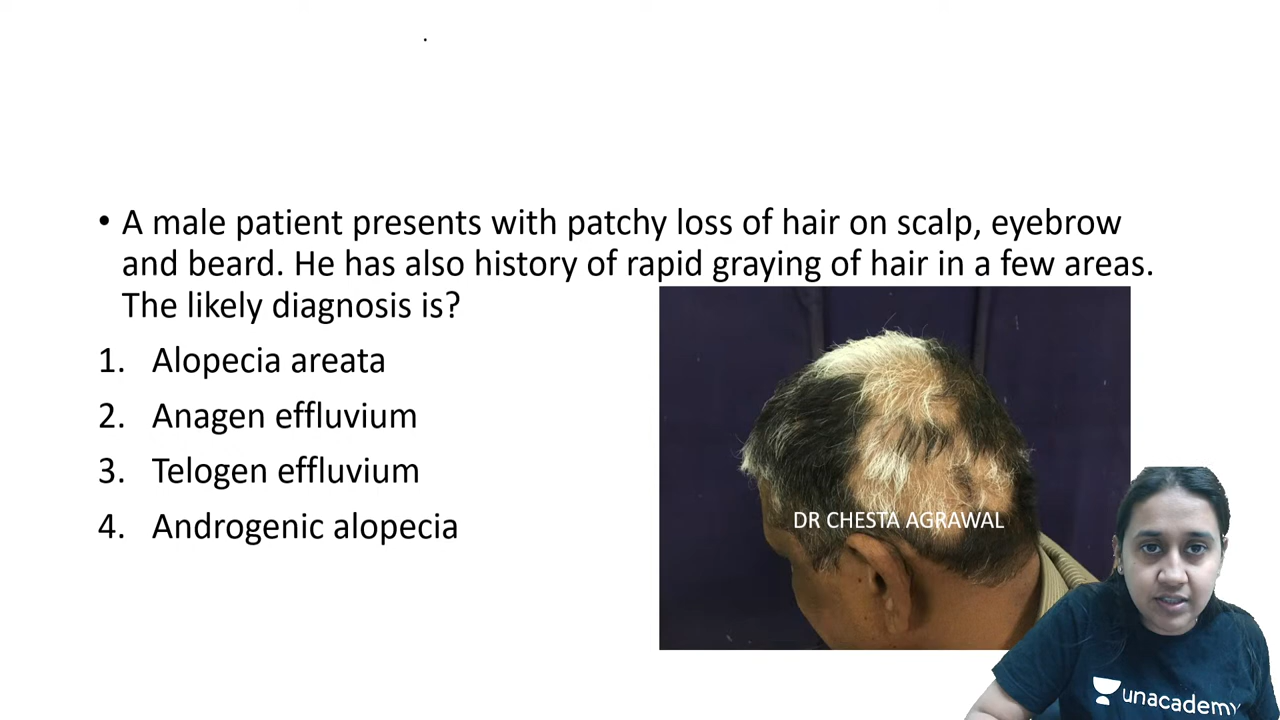 • A male patient presents with patchy loss of hair on scalp, eyebrow
and beard. He has also history of rapid graying of hair in a few areas.
The likely diagnosis is?
1. Alopecia areata
2. Anagen effluvium
3. Telogen effluvium
4. Androgenic alopecia
DR CHESTA AGRAWAL
unacademy